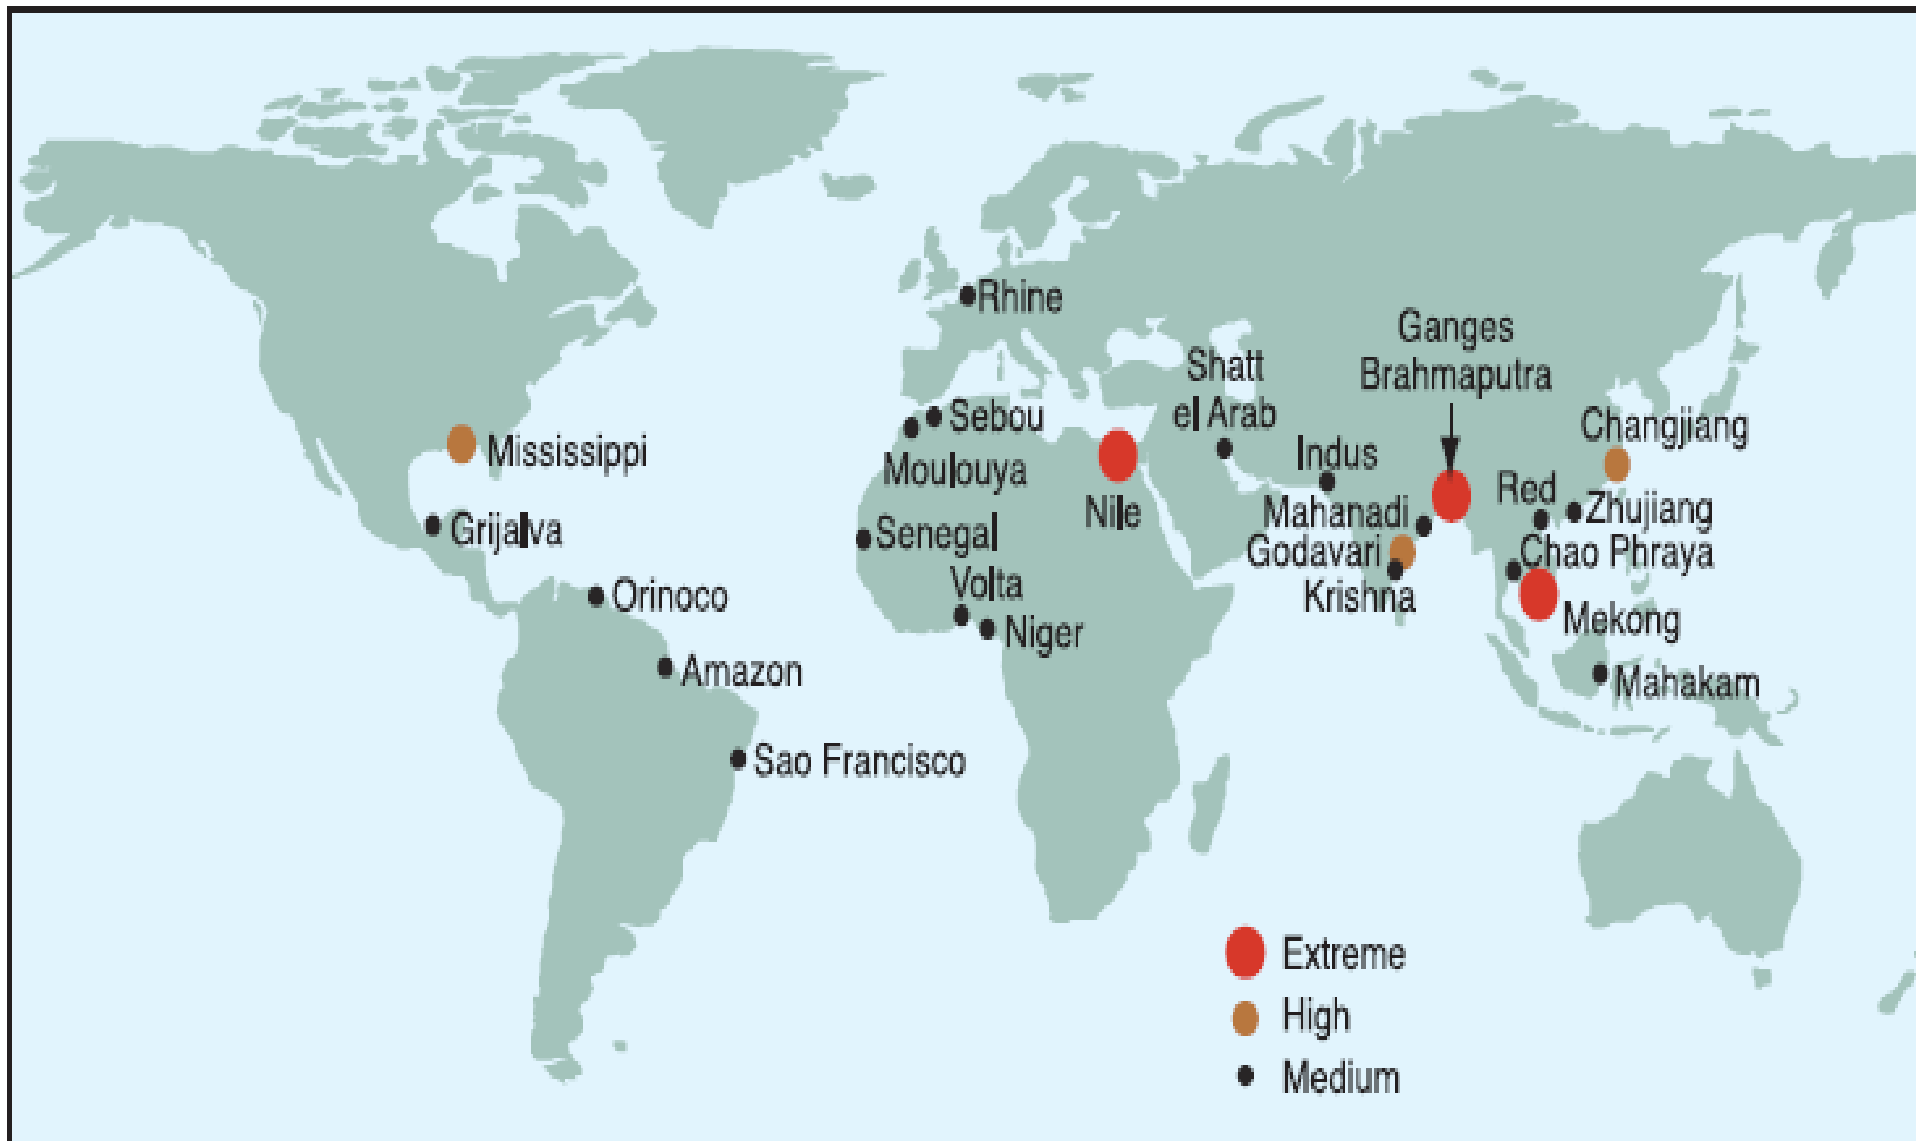 Rhine
Ganges
Brahmaputra
Shatt
el Arab
Sebou
Changjiang
Mississippi
Moulouya
Indus
Red
Nile
Mahanadi
Zhujiang
Grijalva
Senegal
Godavari
Chao Phraya
Volta
Orinoco
Krishna
Mekong
Niger
Amazon
Mahakam
Sao Francisco
Extreme
High
Medium